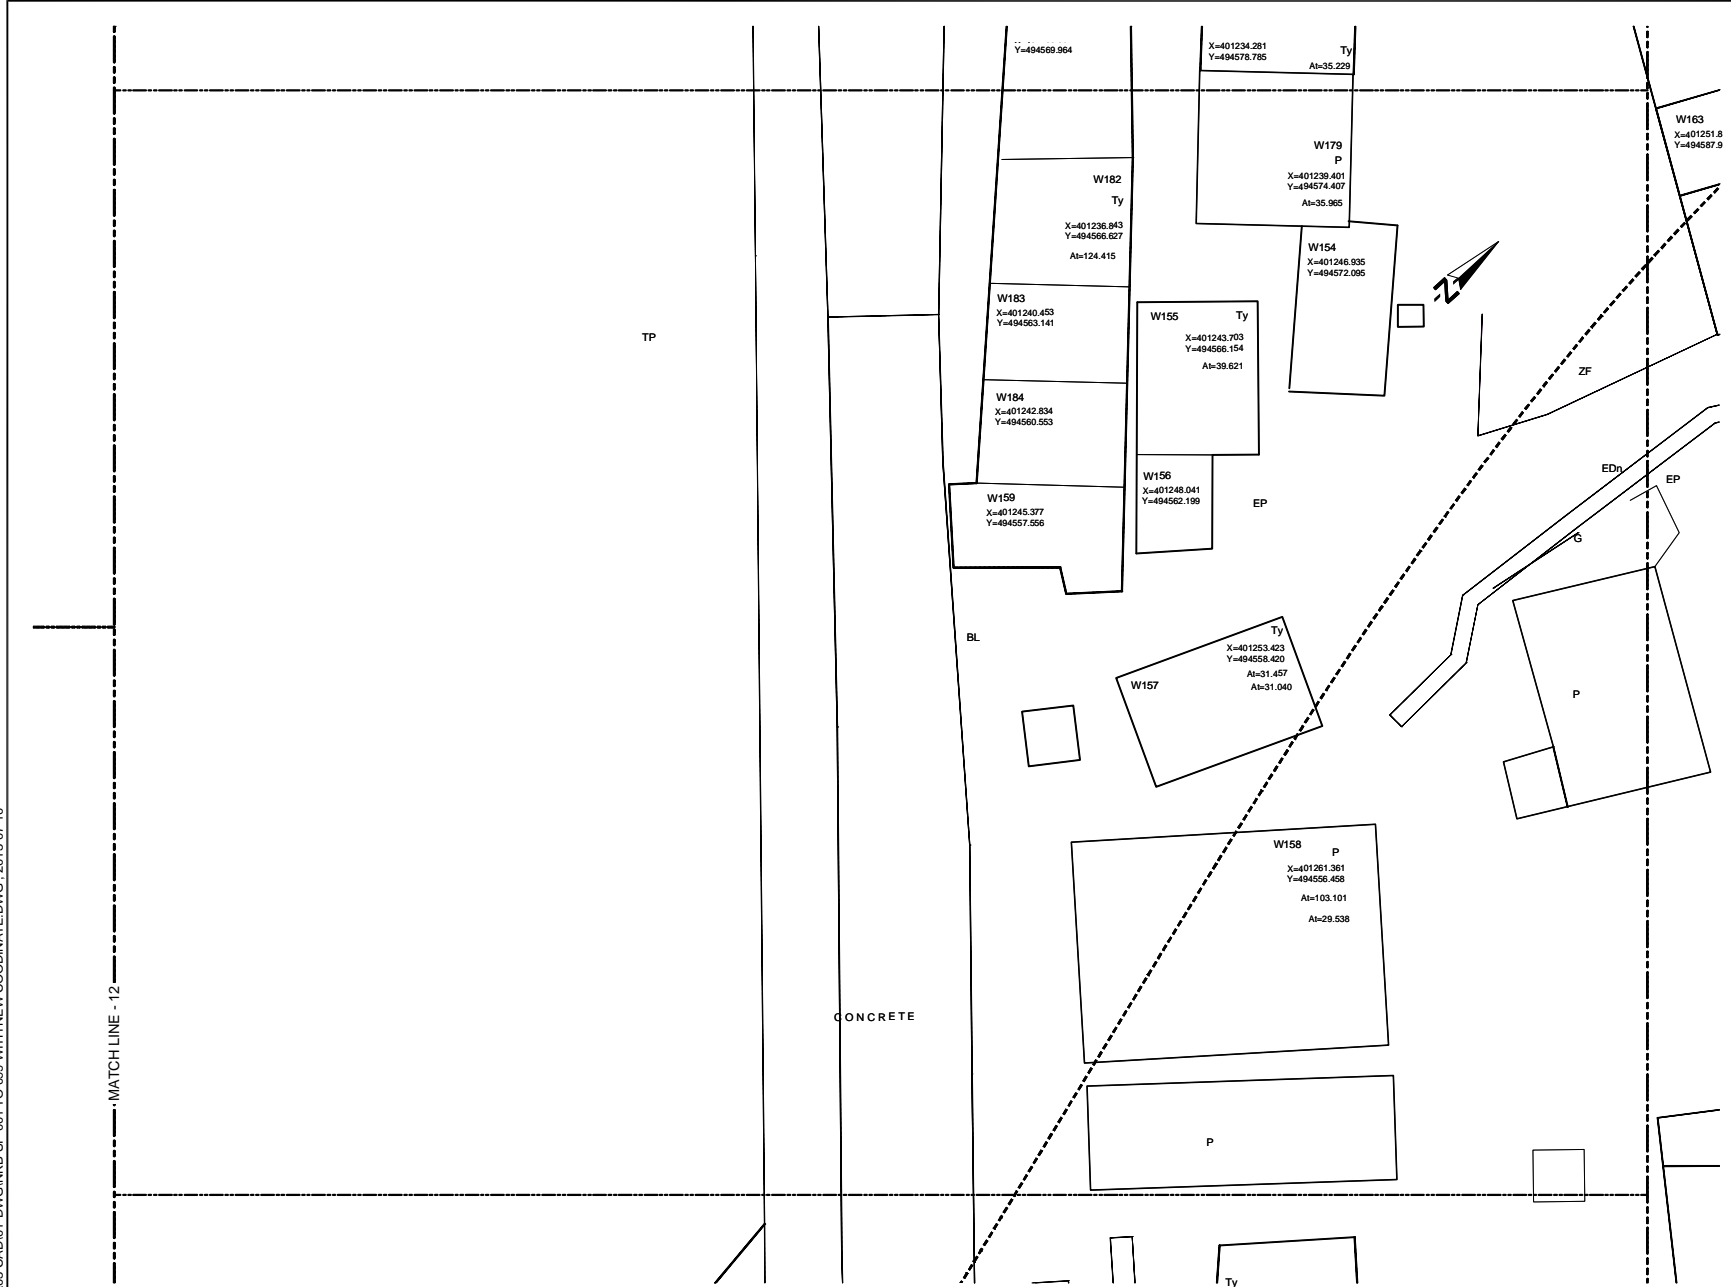 Y=494569.964
X=401234.281
Y=494578.785
Ty
At=35.229
W163
X=401251.8
Y=494587.9
W179
P
X=401239.401
Y=494574.407
At=35.965
W182
Ty
X=401236.843
Y=494566.627
At=124.415
W154
X=401246.935
Y=494572.095
N
W183
X=401240.453
Y=494563.141
W155
Ty
X=401243.703
Y=494566.154
At=39.621
TP
ZF
W184
X=401242.834
Y=494560.553
W156
X=401248.041
Y=494562.199
EP
EDn
EP
W159
X=401245.377
Y=494557.556
G
BL
Ty
X=401253.423
Y=494558.420
At=31.457
At=31.040
W157
P
W158
P
X=401261.361
Y=494556.458
At=103.101
At=29.538
CONCRETE
MATCH LINE - 12
P
Ty